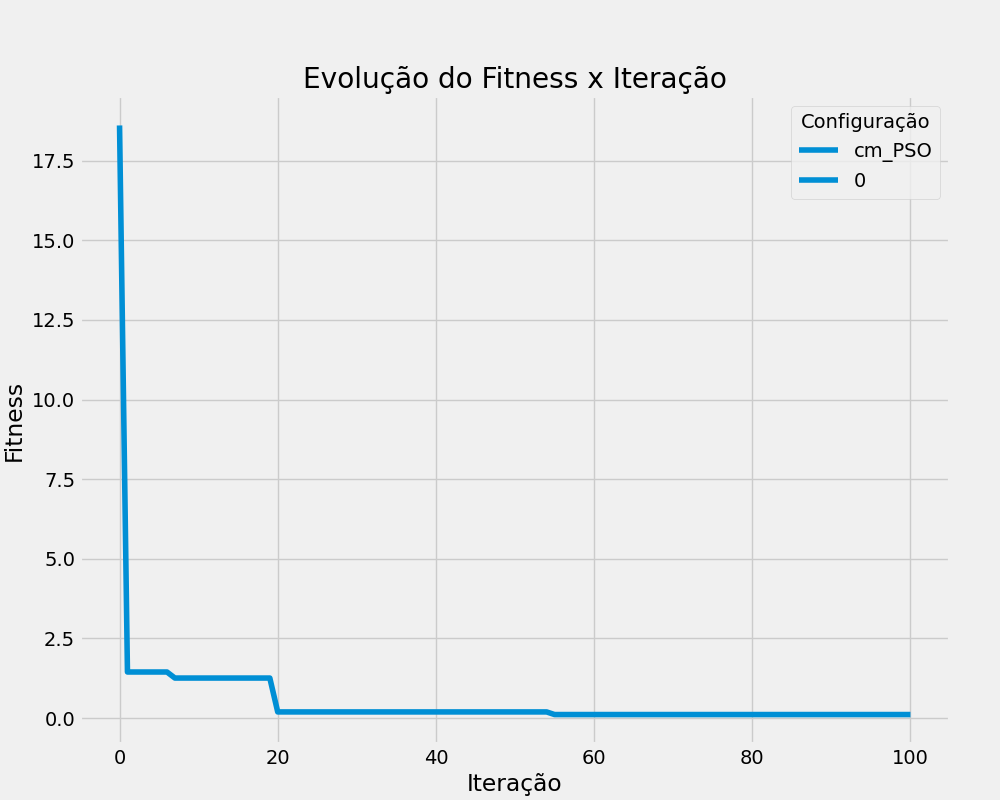 Evolução do Fitness x Iteração
Configuração
cm_PSO
0
Fitness
17.5
15.0
12.5
10.0
7.5
5.0
2.5
0.0
0 20 40 60 80 100
Iteração